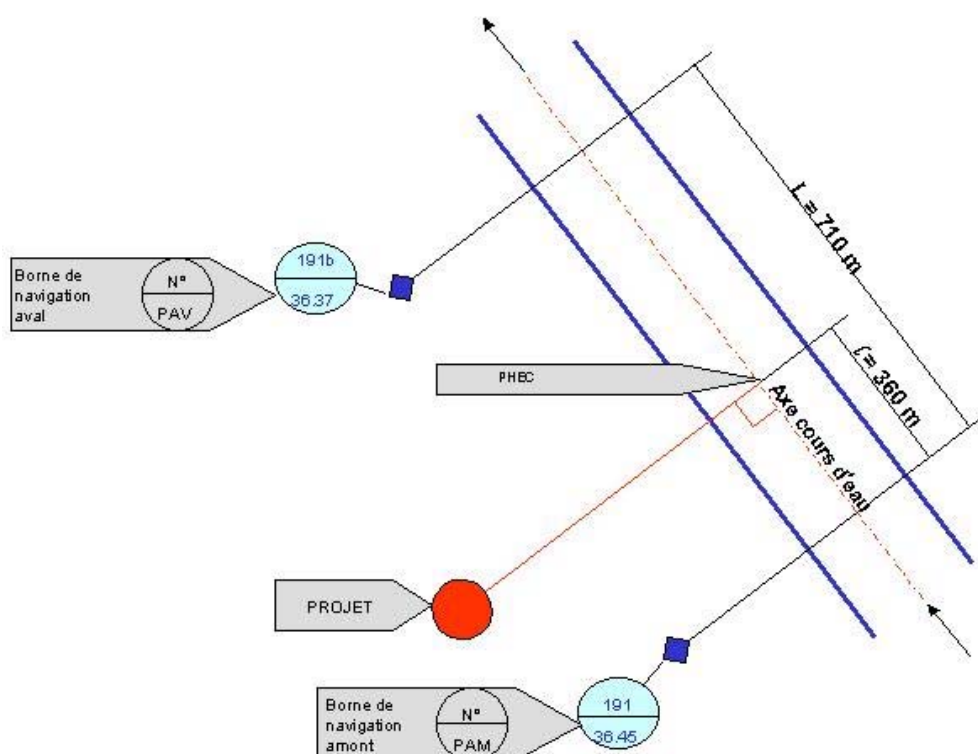 191b
36.37
Borne de
navigation
aval
N°
PAV
L = 710 m
PHEC
ℓ = 360 m
Axe cours d'eau
PROJET
191
36.45
Borne de
navigation
amont
N°
PAM